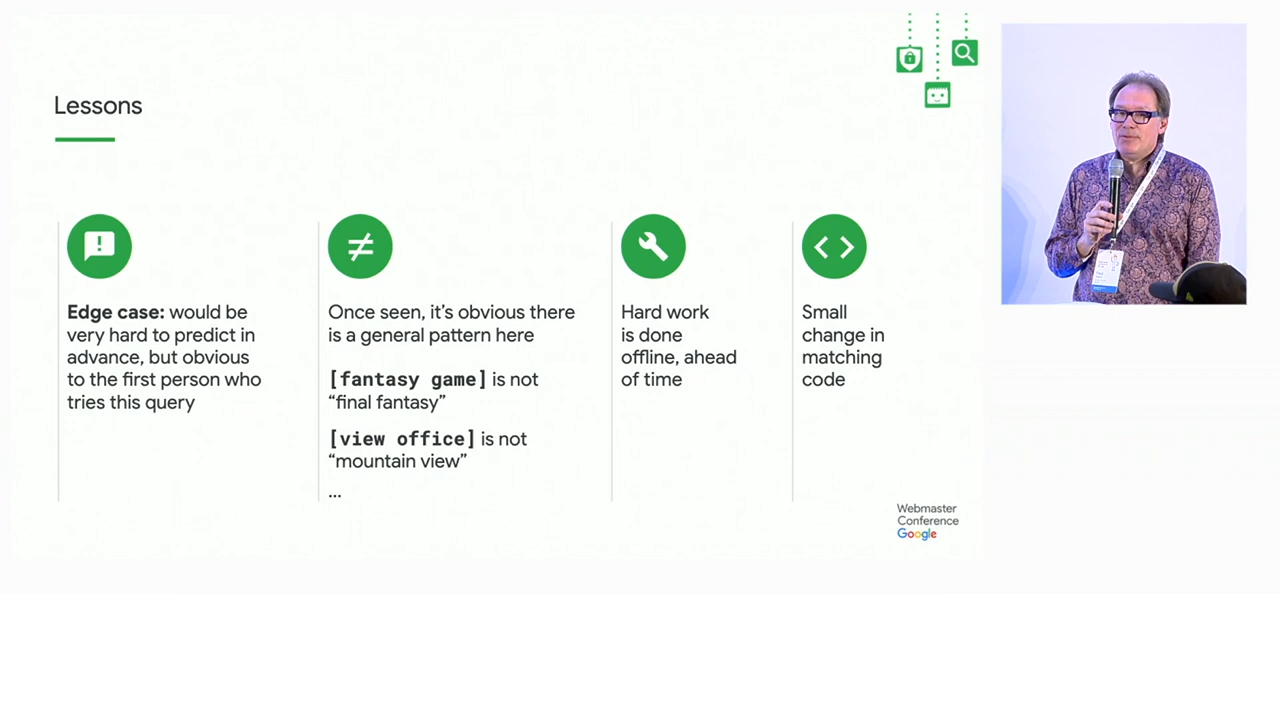 Lessons
Edge case: would be
very hard to predict in
advance, but obvious
to the first person who
tries this query
Once seen, it’s obvious there
is a general pattern here
[fantasy game] is not
“final fantasy”
[view office] is not
“mountain view”
...
Hard work
is done
offline, ahead
of time
Small
change in
matching
code
Webmaster
Conference
Google